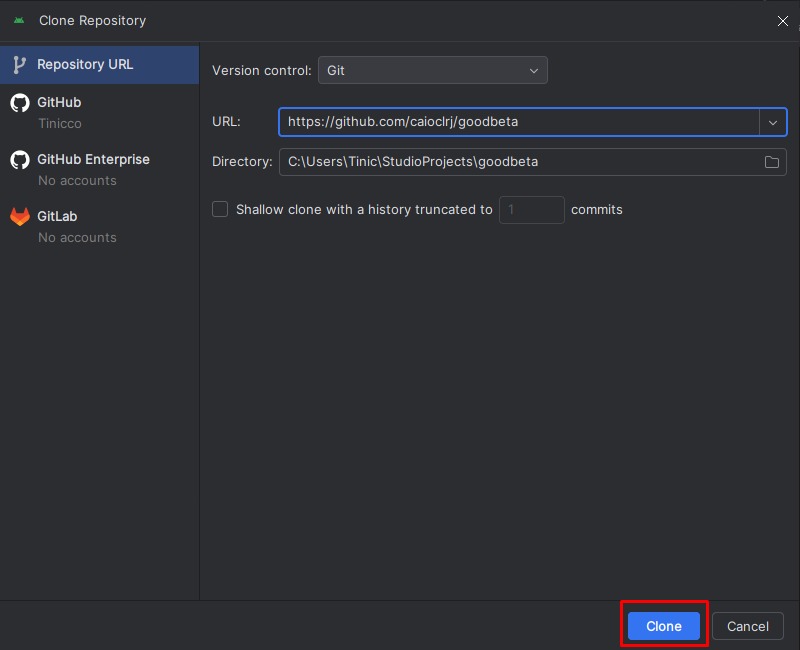 Clone Repository
Repository URL
GitHub
Tinicco
GitHub Enterprise
No accounts
GitLab
No accounts
Version control: Git
URL: https://github.com/caioclrj/goodbeta
Directory: C:\Users\Tinic\StudioProjects\goodbeta
Shallow clone with a history truncated to 1 commits
Clone Cancel